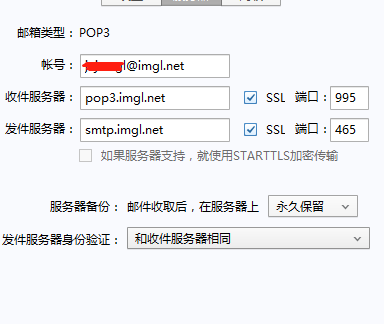 邮箱类型：POP3
帐号： @imgl.net
收件服务器： pop3.imgl.net SSL 端口： 995
发件服务器： smtp.imgl.net SSL 端口： 465
如果服务器支持，就使用STARTTLS加密传输
服务器备份： 邮件收取后，在服务器上 永久保留
发件服务器身份验证： 和收件服务器相同